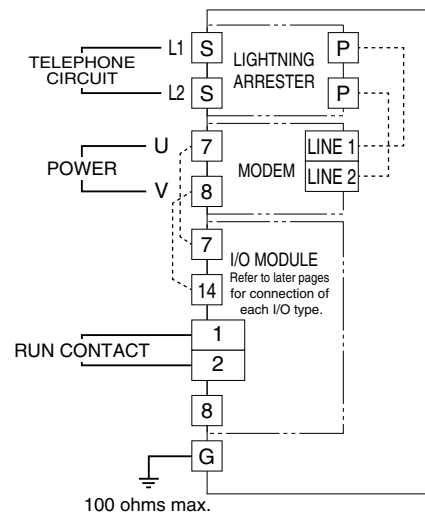 L1 S LIGHTNING P
TELEPHONE
CIRCUIT
ARRESTER
L2 S P
U 7 LINE 1
POWER MODEM
V 8 LINE 2
7
I/O MODULE
Refer to later pages
14 for connection of
each I/O type.
1
RUN CONTACT
2
8
G
100 ohms max.